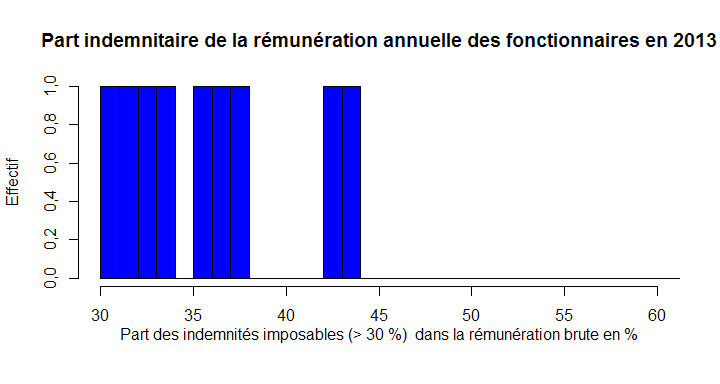 Part indemnitaire de la rémunération annuelle des fonctionnaires en 2013
Effectif
1,0
0,8
0,6
0,4
0,2
0,0
30 35 40 45 50 55 60
Part des indemnités imposables (> 30 %)  dans la rémunération brute en %